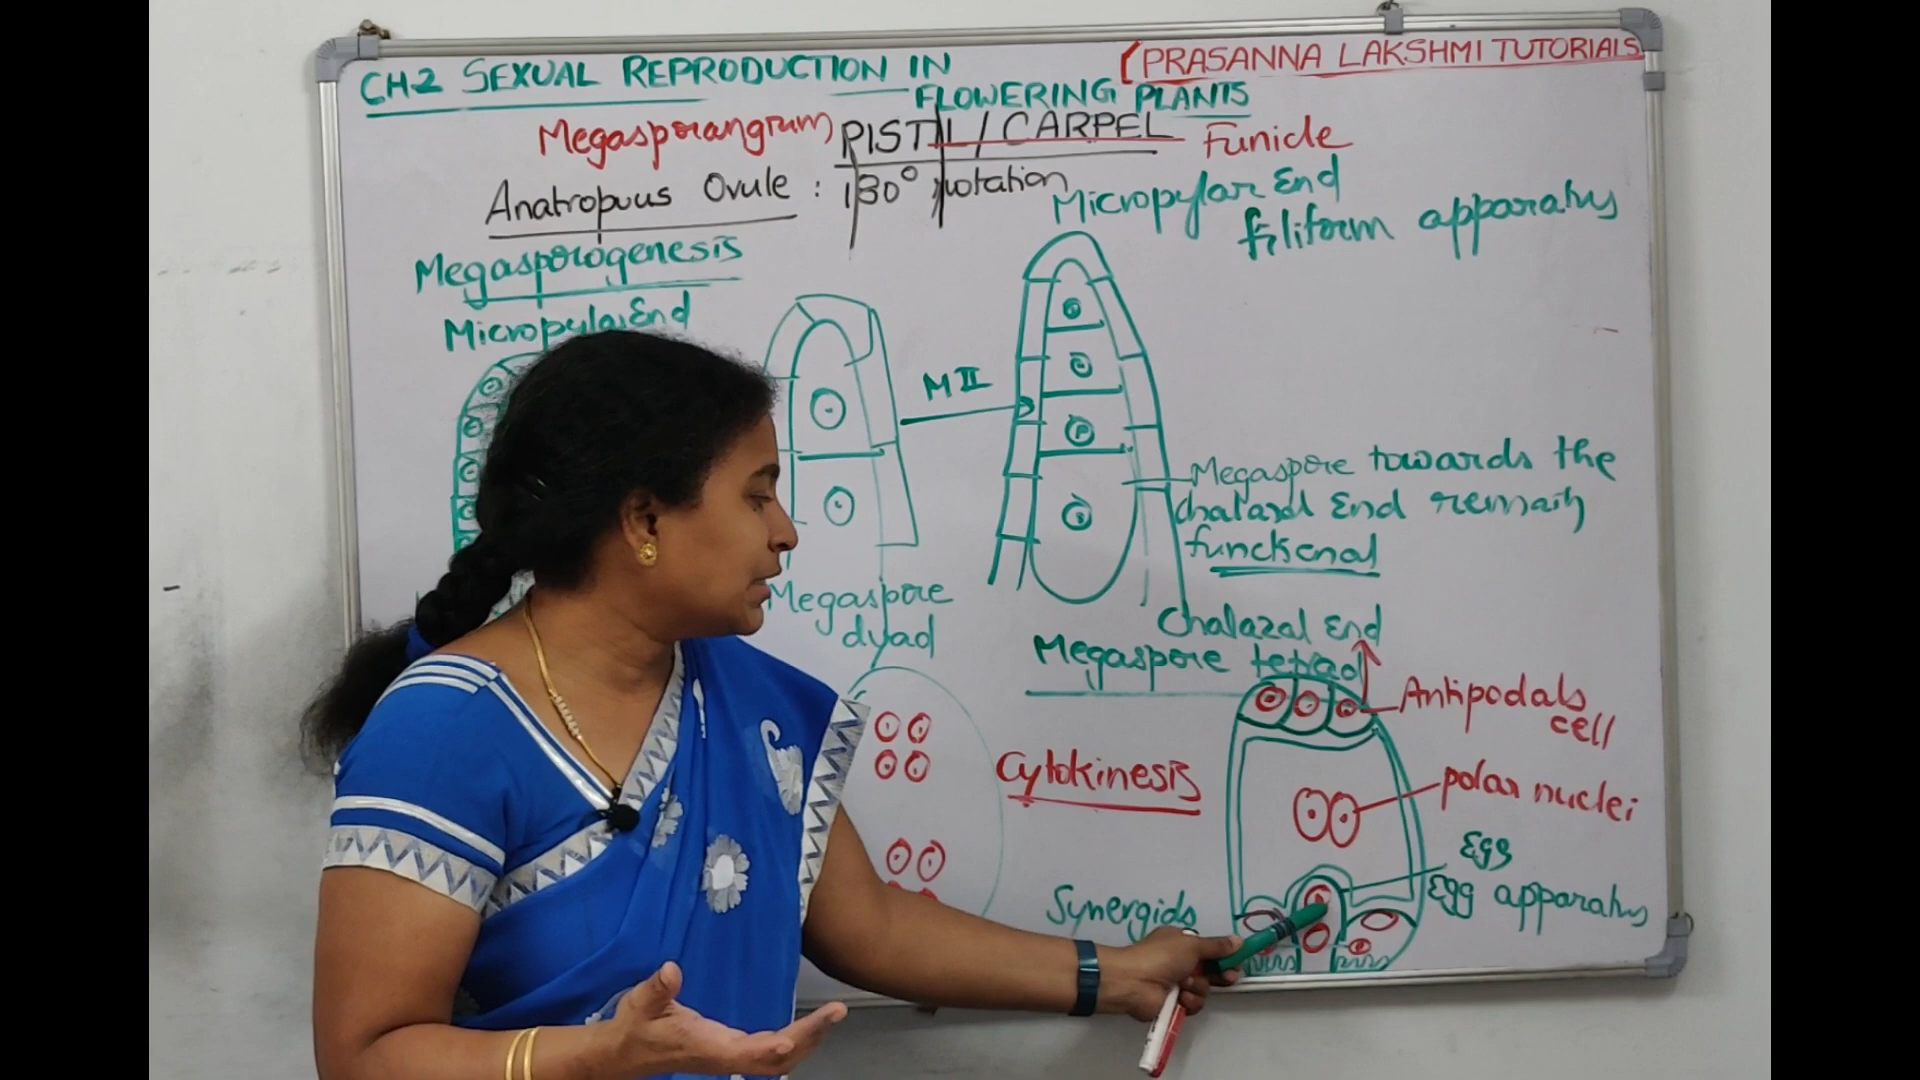 CH-2 SEXUAL REPRODUCTION IN
FLOWERING PLANTS
PRASANNA LAKSHMI TUTORIALS
Megasporangium
PISTIL / CARPEL
Funicle
Anatropous Ovule : 180° rotation
Micropylar End
filiform apparatus
Megasporogenesis
Micropylar End
M II
Megaspore towards the
chalazal End remain
functional
Megaspore
dyad
Chalazal End
Megaspore tetrad
Antipodals
cell
Cytokinesis
polar nuclei
Egg
Egg apparatus
Synergids